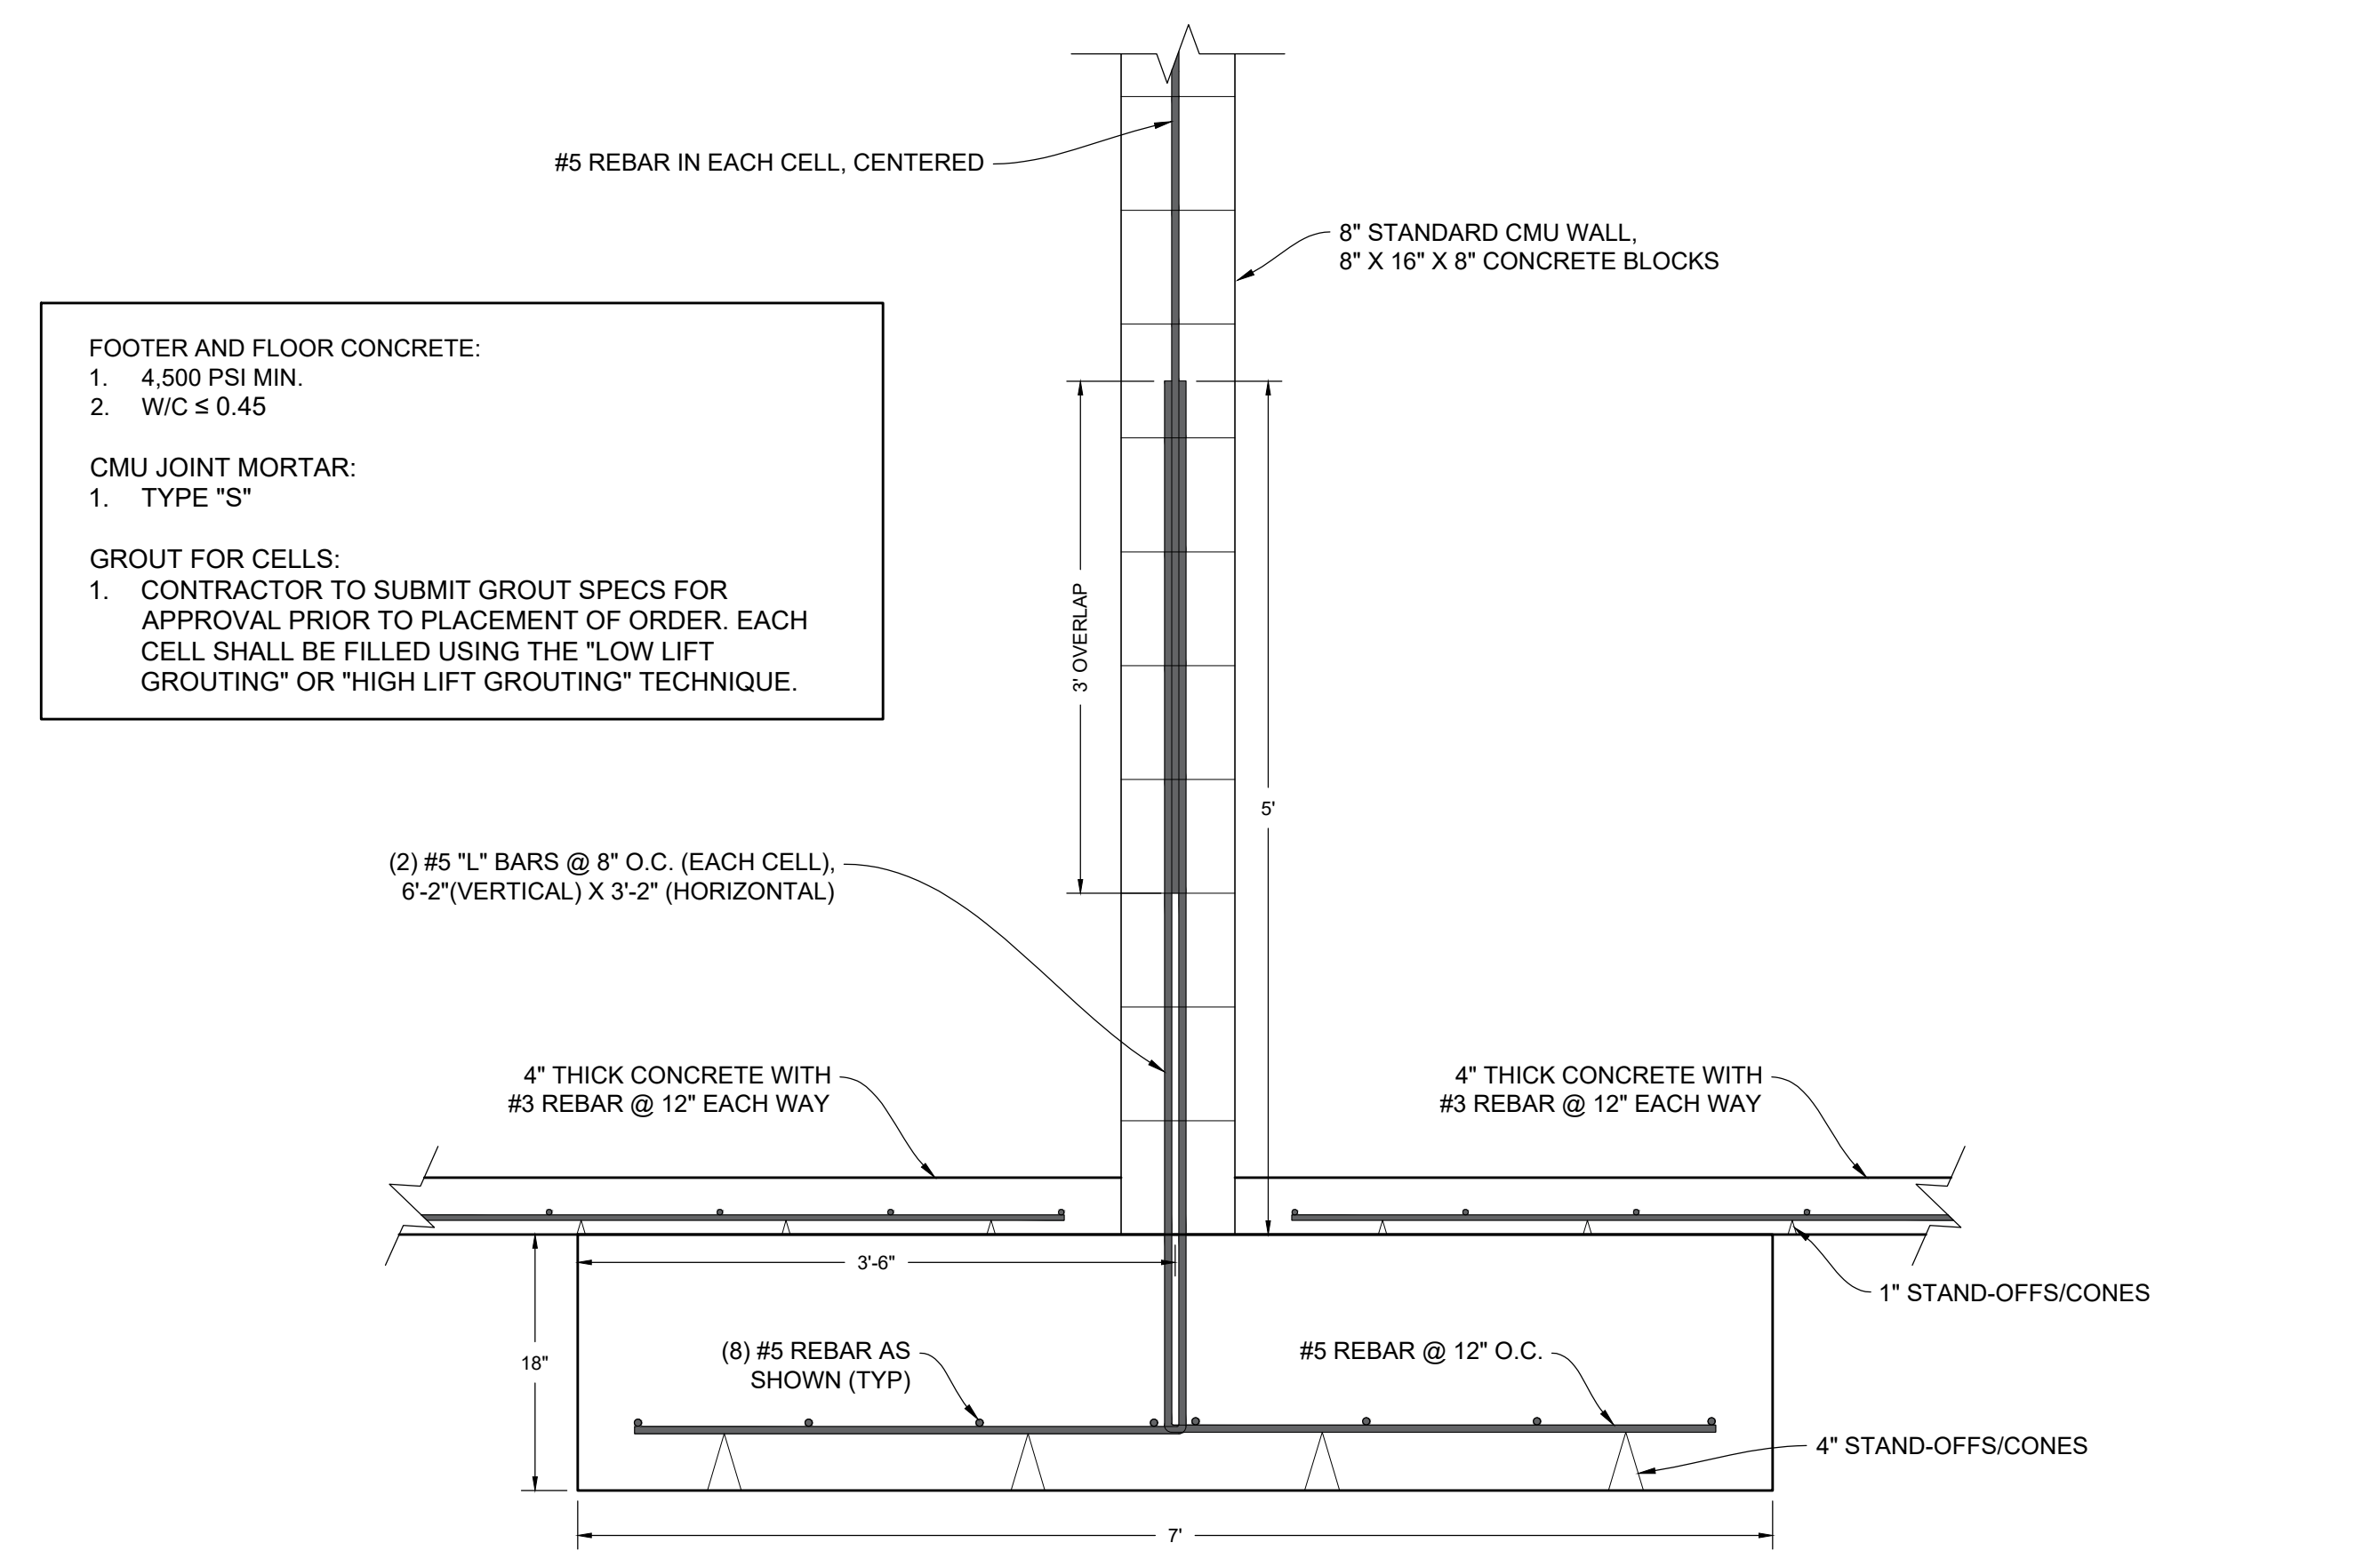 #5 REBAR IN EACH CELL, CENTERED
8" STANDARD CMU WALL,
8" X 16" X 8" CONCRETE BLOCKS
FOOTER AND FLOOR CONCRETE:
1. 4,500 PSI MIN.
2. W/C ≤ 0.45
CMU JOINT MORTAR:
1. TYPE "S"
GROUT FOR CELLS:
1. CONTRACTOR TO SUBMIT GROUT SPECS FOR
APPROVAL PRIOR TO PLACEMENT OF ORDER. EACH
CELL SHALL BE FILLED USING THE "LOW LIFT
GROUTING" OR "HIGH LIFT GROUTING" TECHNIQUE.
3' OVERLAP
5'
(2) #5 "L" BARS @ 8" O.C. (EACH CELL),
6'-2"(VERTICAL) X 3'-2" (HORIZONTAL)
4" THICK CONCRETE WITH
#3 REBAR @ 12" EACH WAY
4" THICK CONCRETE WITH
#3 REBAR @ 12" EACH WAY
3'-6"
1" STAND-OFFS/CONES
18"
(8) #5 REBAR AS
SHOWN (TYP)
#5 REBAR @ 12" O.C.
4" STAND-OFFS/CONES
7'